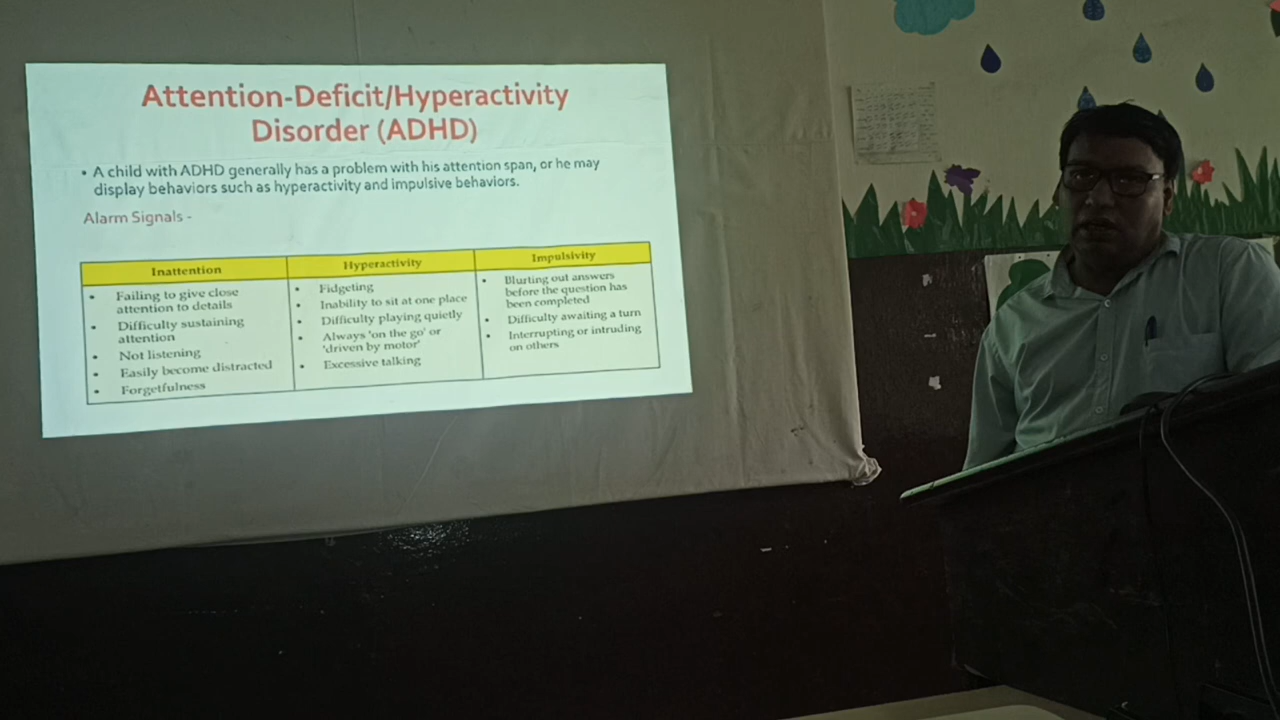 Attention-Deficit/Hyperactivity
Disorder (ADHD)
• A child with ADHD generally has a problem with his attention span, or he may
display behaviors such as hyperactivity and impulsive behaviors.
Alarm Signals -
Inattention
• Failing to give close
attention to details
• Difficulty sustaining
attention
• Not listening
• Easily become distracted
• Forgetfulness
Hyperactivity
• Fidgeting
• Inability to sit at one place
• Difficulty playing quietly
• Always 'on the go' or
'driven by motor'
• Excessive talking
Impulsivity
• Blurting out answers
before the question has
been completed
• Difficulty awaiting a turn
• Interrupting or intruding
on others